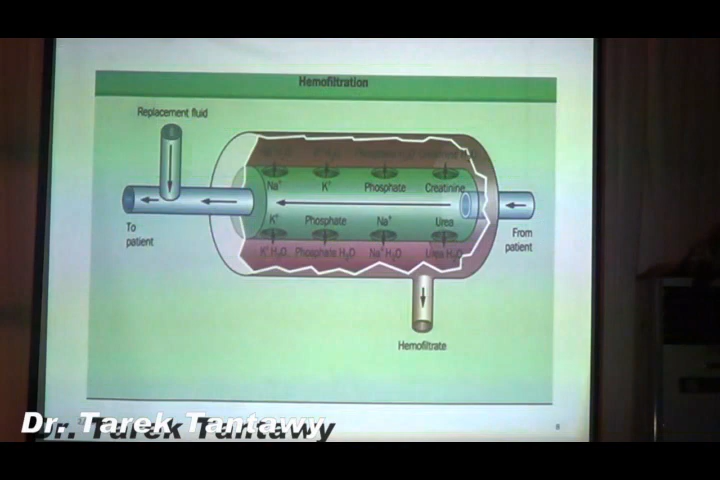 Hemofiltration
Replacement fluid
Na+ K+ Phosphate Creatinine
K+ Phosphate Na+ Urea
K+ H2O Phosphate H2O Na+ H2O Urea H2O
To
patient
From
patient
Hemofiltrate
8
Dr. Tarek Tantawy